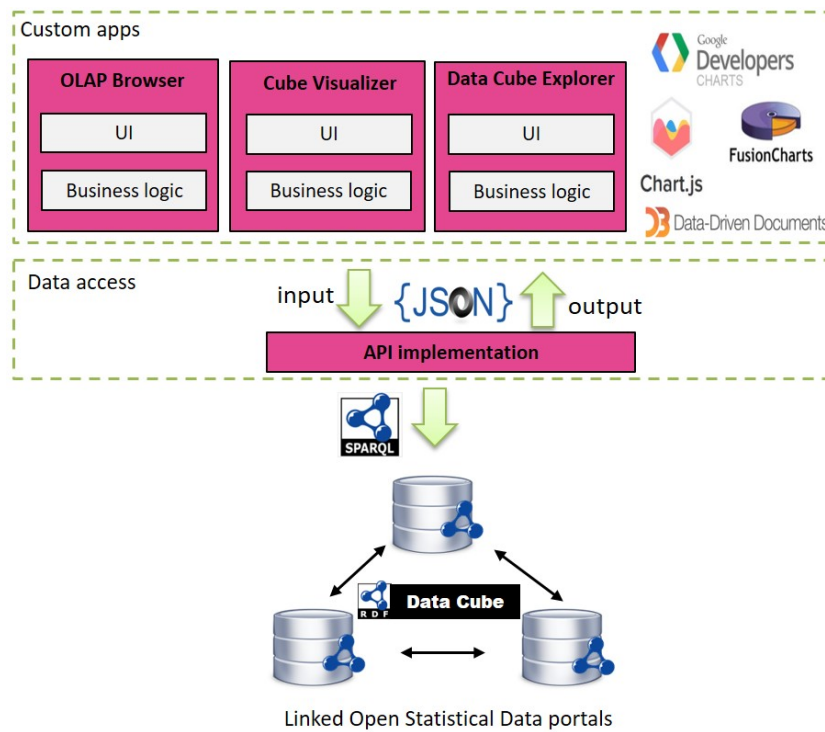 Custom apps
OLAP Browser
UI
Business logic
Cube Visualizer
UI
Business logic
Data Cube Explorer
UI
Business logic
Google
Developers
CHARTS
Chart.js
FusionCharts
D3 Data-Driven Documents
Data access
input
{JSON}
output
API implementation
SPARQL
RDF
Data Cube
Linked Open Statistical Data portals